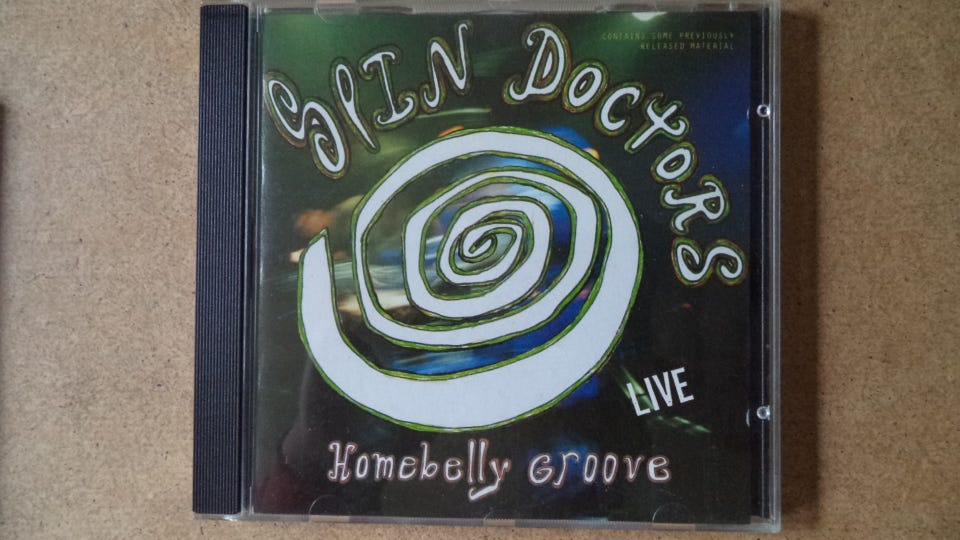 SPIN DOCTORS
CONTAINS SOME PREVIOUSLY
RELEASED MATERIAL
LIVE
Homebelly Groove